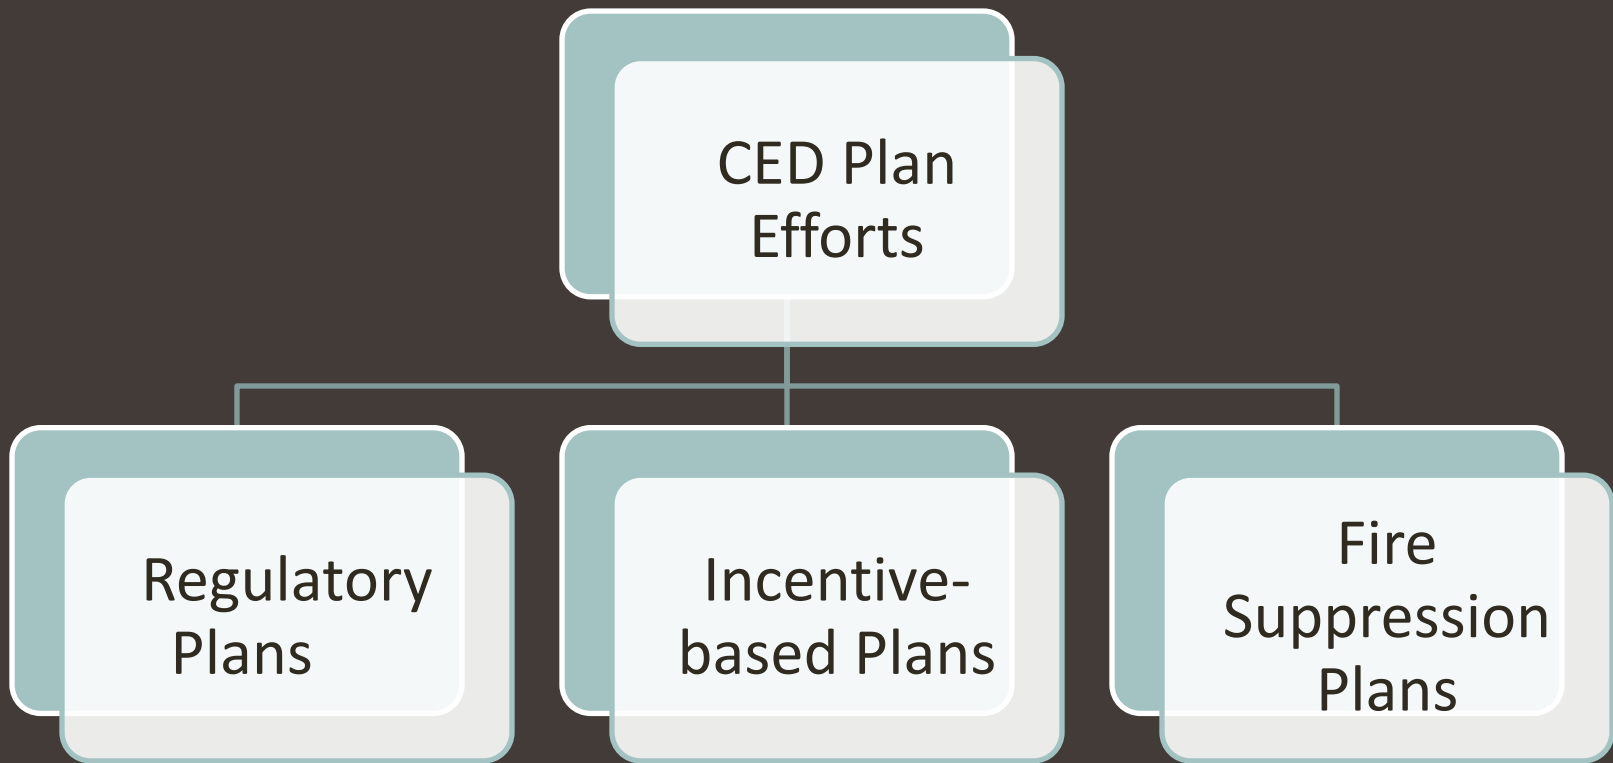 CED Plan
Efforts
Regulatory
Plans
Incentive-
based Plans
Fire
Suppression
Plans